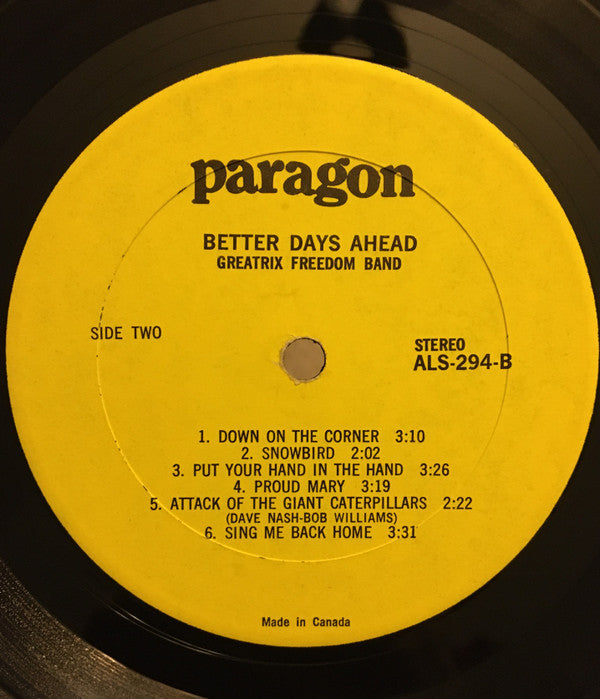 paragon
BETTER DAYS AHEAD
GREATRIX FREEDOM BAND
SIDE TWO
STEREO
ALS-294-B
1. DOWN ON THE CORNER 3:10
2. SNOWBIRD 2:02
3. PUT YOUR HAND IN THE HAND 3:26
4. PROUD MARY 3:19
5. ATTACK OF THE GIANT CATERPILLARS 2:22
(DAVE NASH-BOB WILLIAMS)
6. SING ME BACK HOME 3:31
Made in Canada